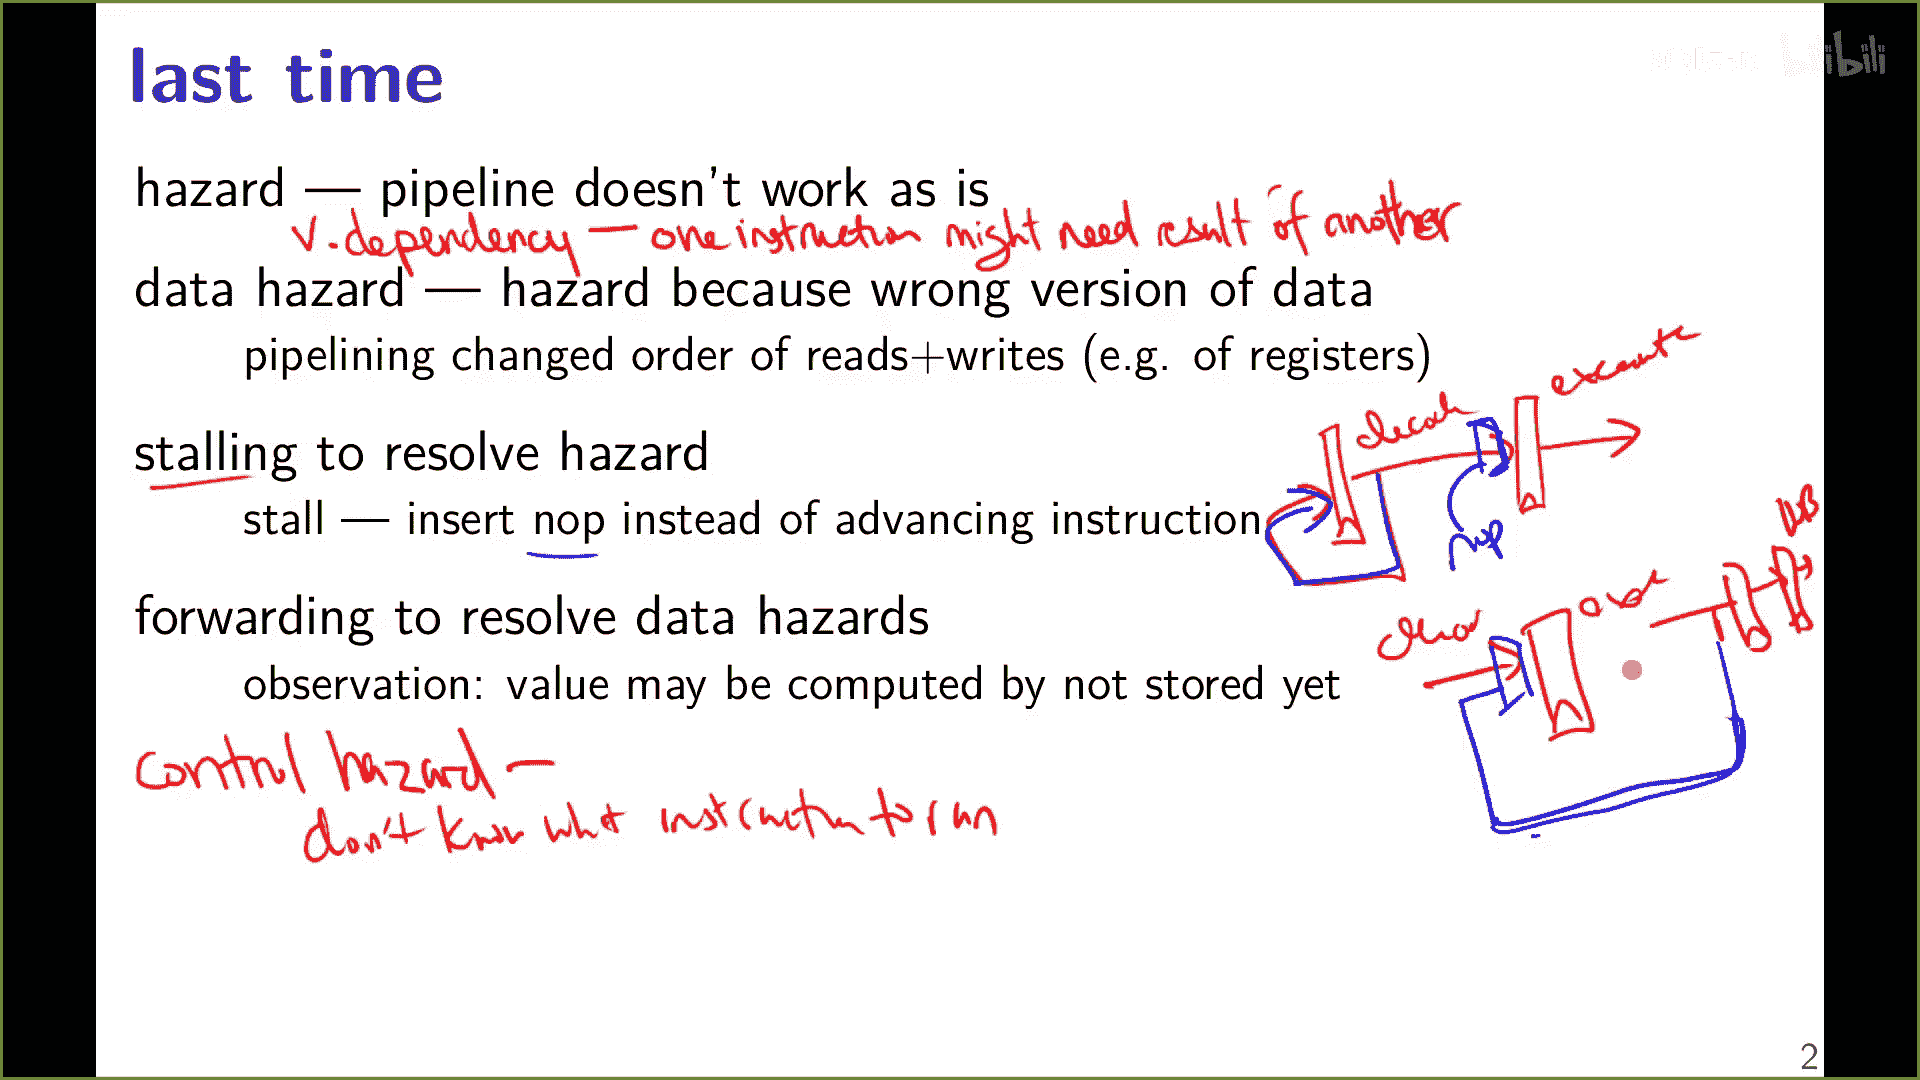 last time
hazard — pipeline doesn't work as is
v. dependency — one instruction might need result of another
data hazard — hazard because wrong version of data
pipelining changed order of reads+writes (e.g. of registers)
execute
decode
stalling to resolve hazard
stall — insert nop instead of advancing instruction
nop
WB
forwarding to resolve data hazards
observation: value may be computed by not stored yet
control hazard —
don't know what instruction to run
2